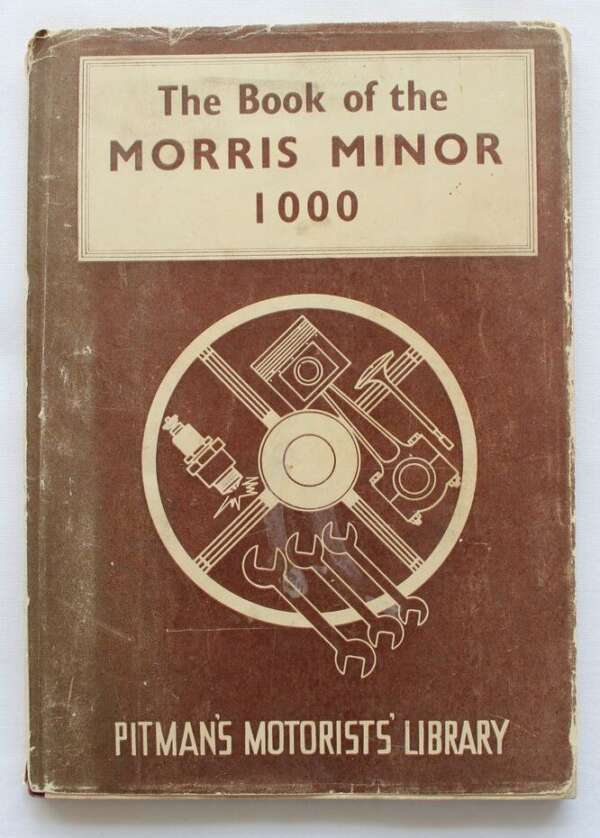 The Book of the
MORRIS MINOR
1000
PITMAN'S MOTORISTS' LIBRARY